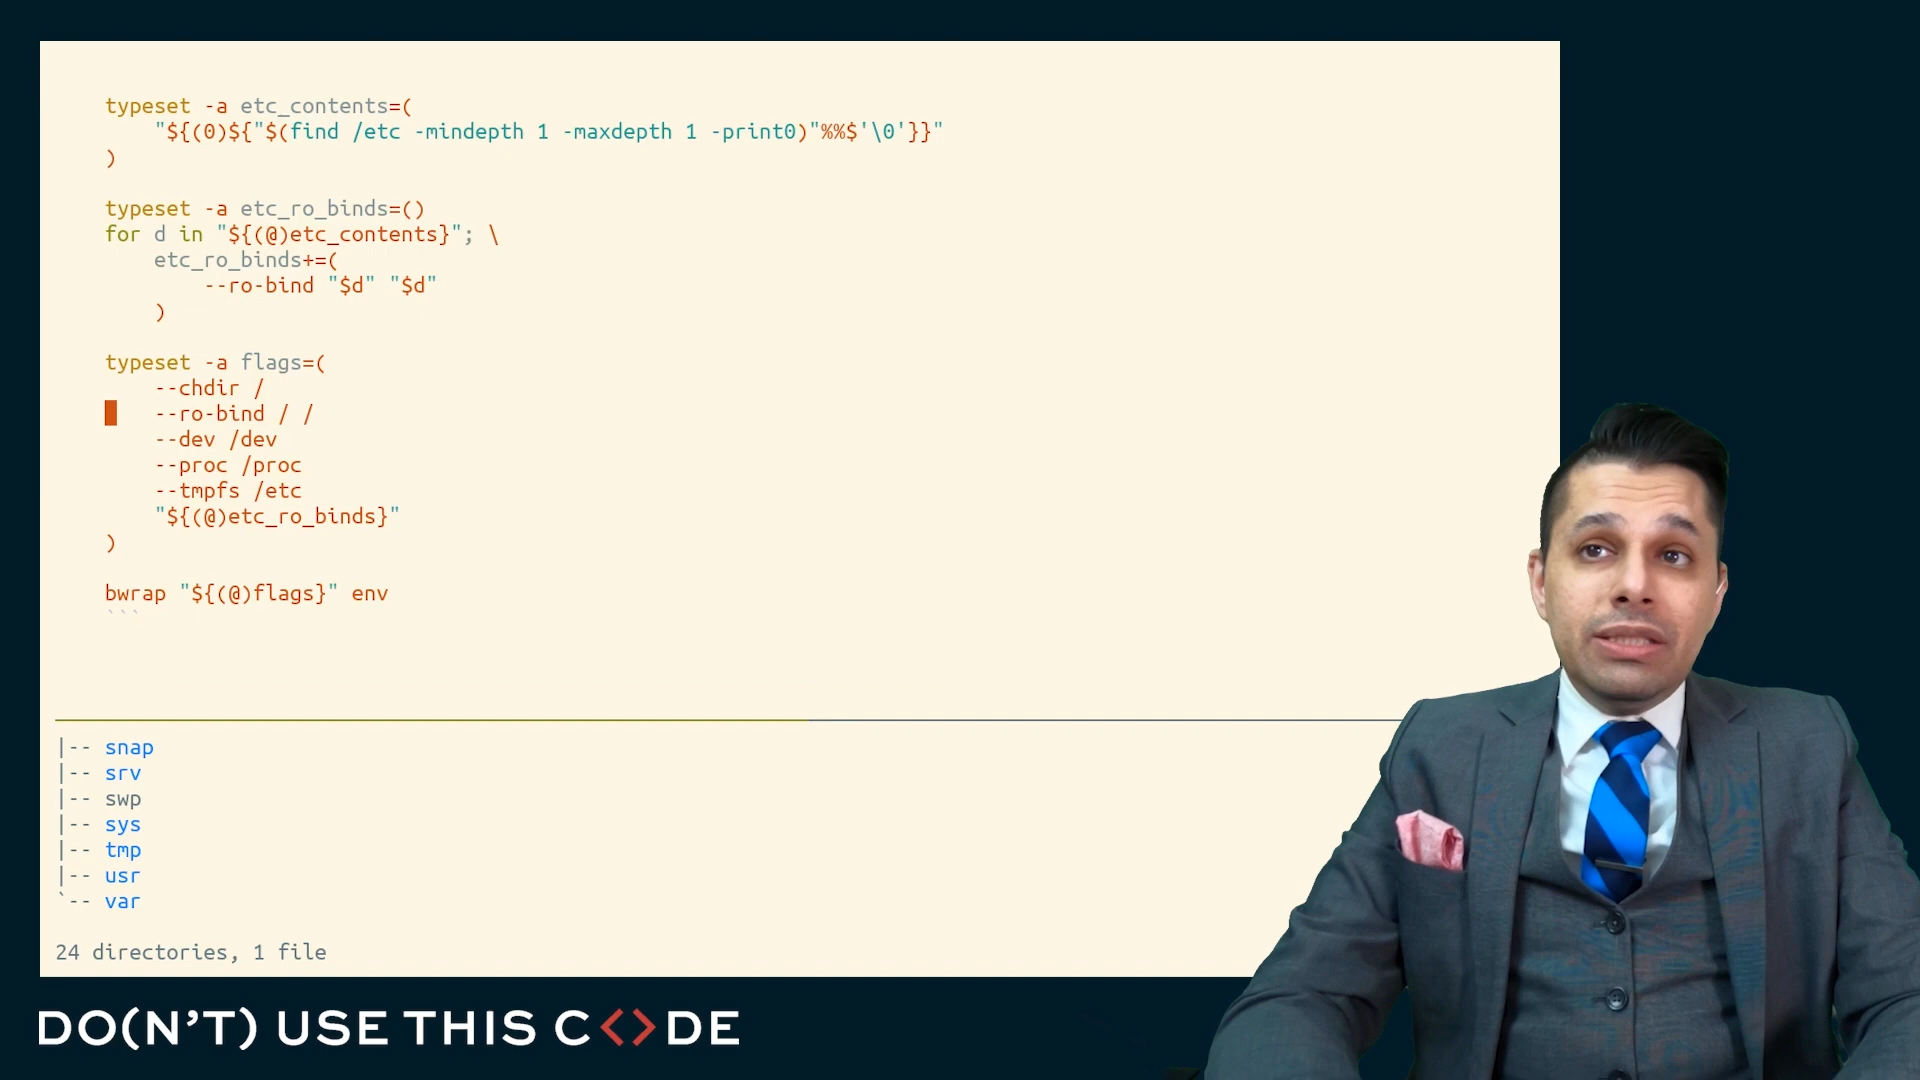 typeset -a etc_contents=(
    "${(0)${"$(find /etc -mindepth 1 -maxdepth 1 -print0)"%%$'\0'}}"
)
typeset -a etc_ro_binds=()
for d in "${(@)etc_contents}"; \
    etc_ro_binds+=(
        --ro-bind "$d" "$d"
    )
typeset -a flags=(
    --chdir /
    --ro-bind / /
    --dev /dev
    --proc /proc
    --tmpfs /etc
    "${(@)etc_ro_binds}"
)
bwrap "${(@)flags}" env
```
|-- snap
|-- srv
|-- swp
|-- sys
|-- tmp
|-- usr
`-- var
24 directories, 1 file
DO(N'T) USE THIS C<>DE